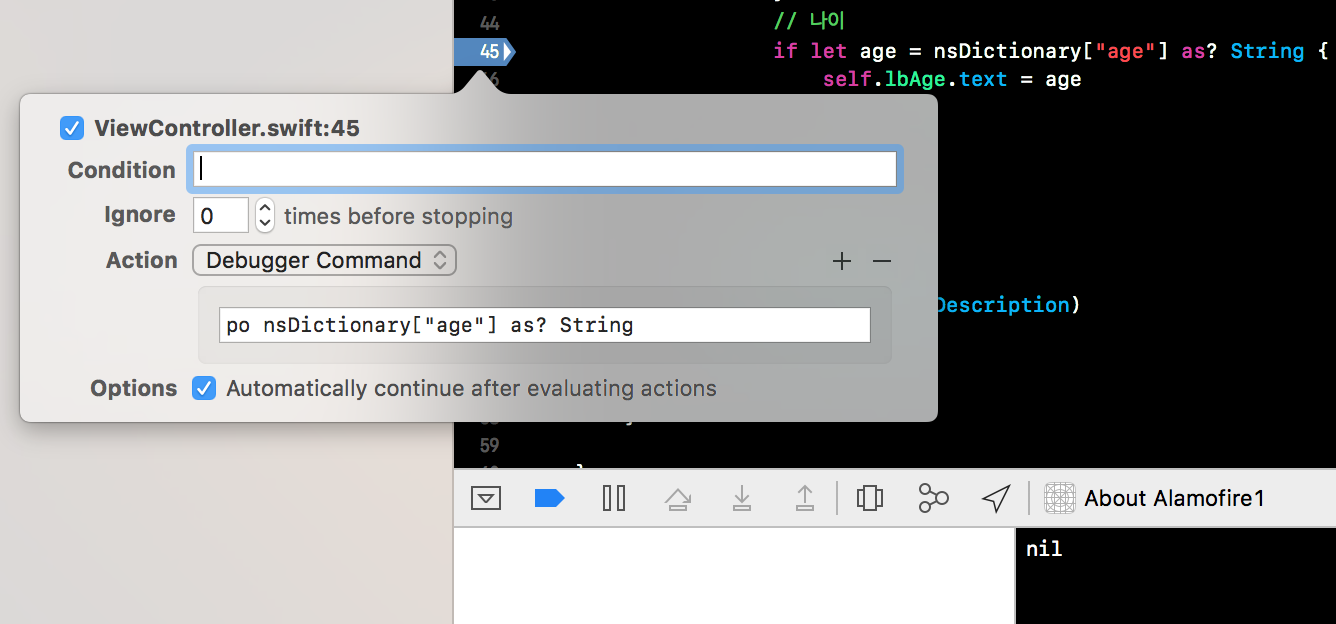 44
// 나이
45
if let age = nsDictionary["age"] as? String {
self.lbAge.text = age
ViewController.swift:45
Condition
Ignore 0 times before stopping
Action Debugger Command
Description)
po nsDictionary["age"] as? String
Options Automatically continue after evaluating actions
59
About Alamofire1
nil